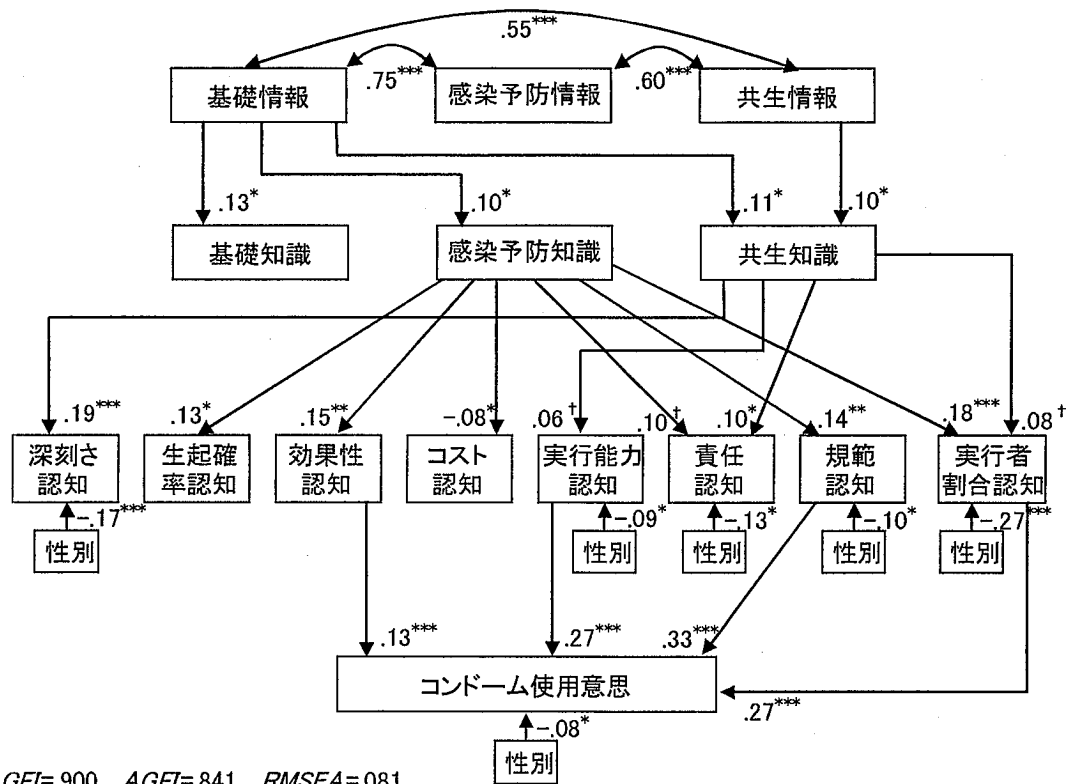 .55***
.75***
.60***
基礎情報
感染予防情報
共生情報
.13*
.10*
.11*
.10*
基礎知識
感染予防知識
共生知識
.19***
.13*
.15**
-.08*
.06†
.10†
.10*
.14**
.18***
.08†
深刻さ
認知
生起確
率認知
効果性
認知
コスト
認知
実行能力
認知
責任
認知
規範
認知
実行者
割合認知
-.17***
-.09*
-.13*
-.10*
-.27***
性別
性別
性別
性別
性別
.13***
.27***
.33***
.27***
コンドーム使用意思
-.08*
性別
GFI=.900 AGFI=.841 RMSEA=.081